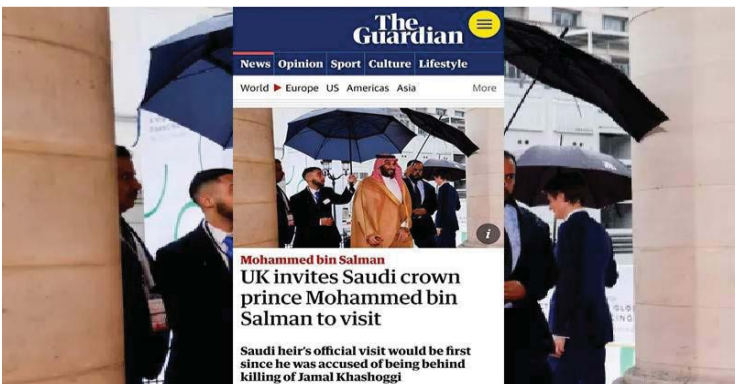 The
Guardian
News Opinion Sport Culture Lifestyle
World Europe US Americas Asia More
i
Mohammed bin Salman
UK invites Saudi crown
prince Mohammed bin
Salman to visit
Saudi heir's official visit would be first
since he was accused of being behind
killing of Jamal Khashoggi